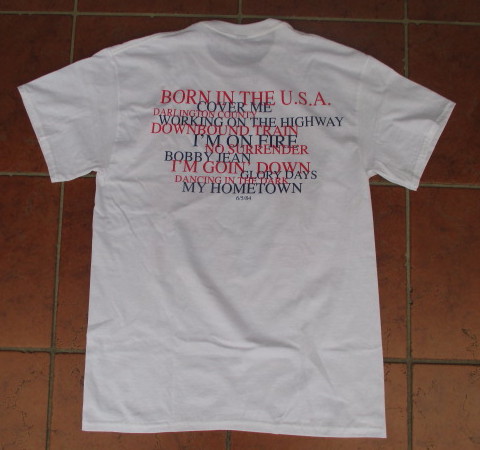 BORN IN THE U.S.A.
COVER ME
DARLINGTON COUNTY
WORKING ON THE HIGHWAY
DOWNBOUND TRAIN
I'M ON FIRE
NO SURRENDER
BOBBY JEAN
I'M GOIN' DOWN
GLORY DAYS
DANCING IN THE DARK
MY HOMETOWN
6/5/84